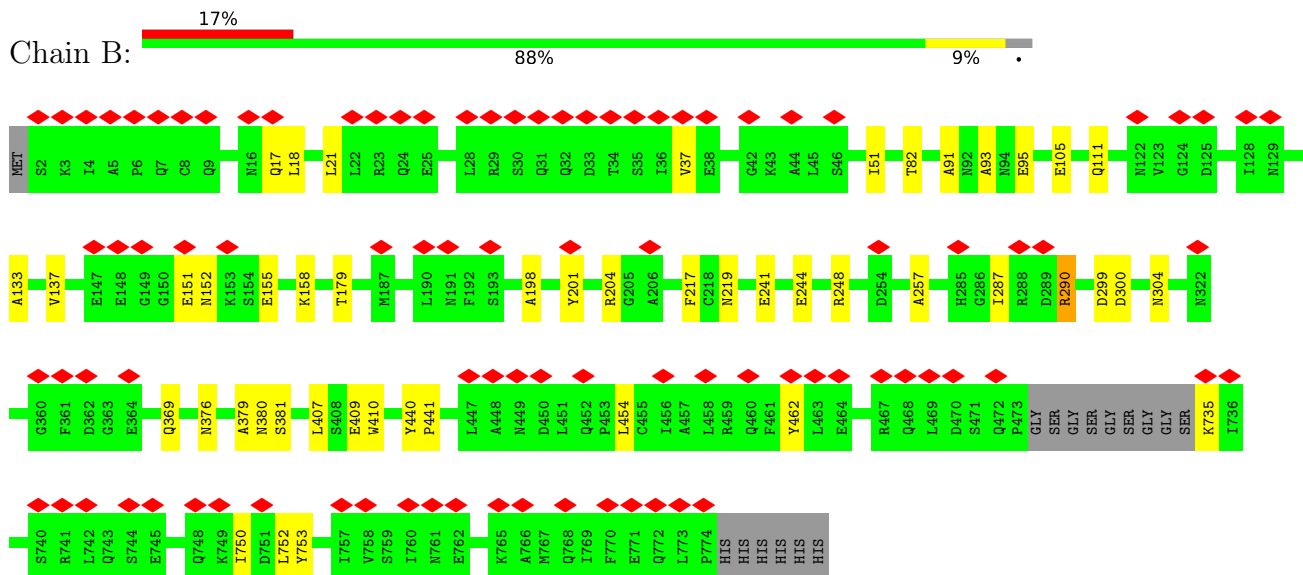 17%
Chain B:
88% 9% .
MET S2 K3 I4 A5 P6 Q7 C8 Q9 N16 Q17 L18 L21 L22 R23 Q24 E25 L28 R29 S30 Q31 Q32 D33 T34 S35 I36 V37 E38 G42 K43 A44 L45 S46 I51 T82 A91 N92 A93 N94 E95 E105 Q111 N122 V123 G124 D125 I128 N129
A133 V137 E147 E148 G149 G150 E151 N152 K153 S154 E155 K158 T179 M187 L190 N191 F192 S193 A198 Y201 R204 G205 A206 F217 C218 N219 E241 E244 R248 D254 A257 H285 G286 I287 R288 D289 R290 D299 D300 N304 N322
G360 F361 D362 G363 E364 Q369 N376 A379 N380 S381 L407 S408 E409 W410 Y440 P441 L447 A448 N449 D450 L451 Q452 P453 L454 C455 I456 A457 L458 R459 Q460 F461 Y462 L463 E464 R467 Q468 L469 D470 S471 Q472 P473 GLY SER GLY SER GLY SER GLY GLY SER K735 I736
S740 R741 L742 Q743 S744 E745 Q748 K749 I750 D751 L752 Y753 I757 V758 S759 I760 N761 E762 K765 A766 M767 Q768 I769 F770 E771 Q772 L773 P774 HIS HIS HIS HIS HIS HIS